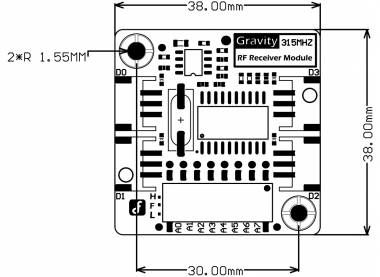 38.00mm
2*R 1.55MM
Gravity 315MHZ
RF Receiver Module
D0
D3
38.00mm
D1
D2
H
F
L
df
A0 A1 A2 A3 A4 A5 A6 A7
30.00mm